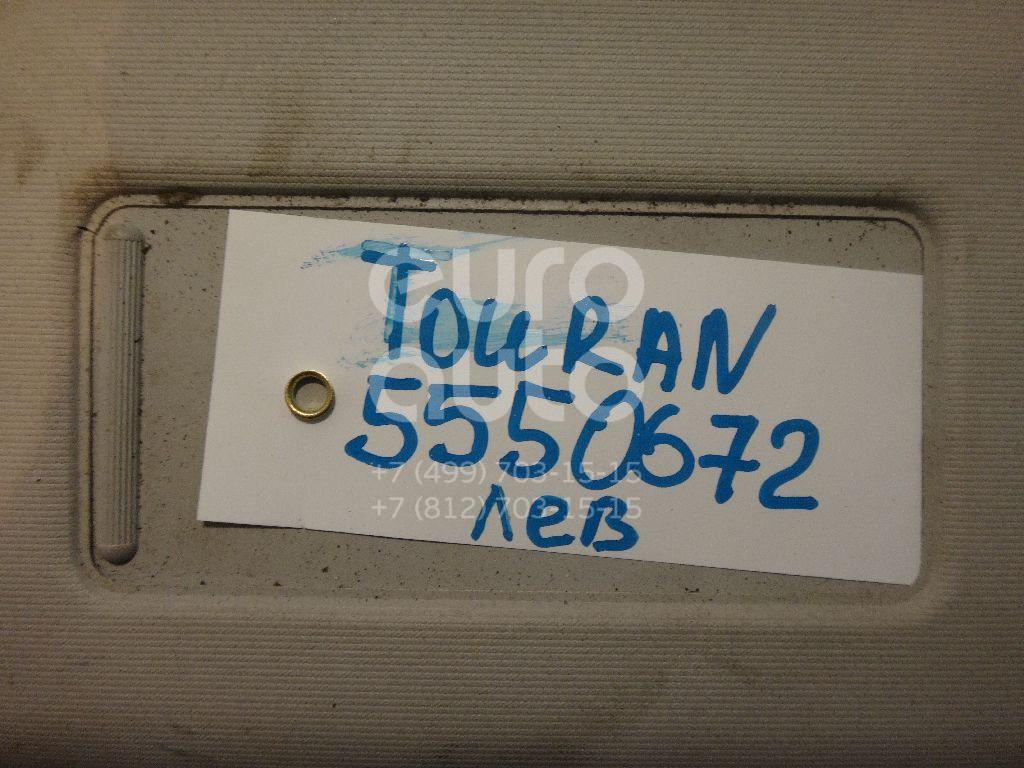 TouRAN
5550672
лев
euro
auto
+7 (499) 703-15-15
+7 (812) 703-15-15